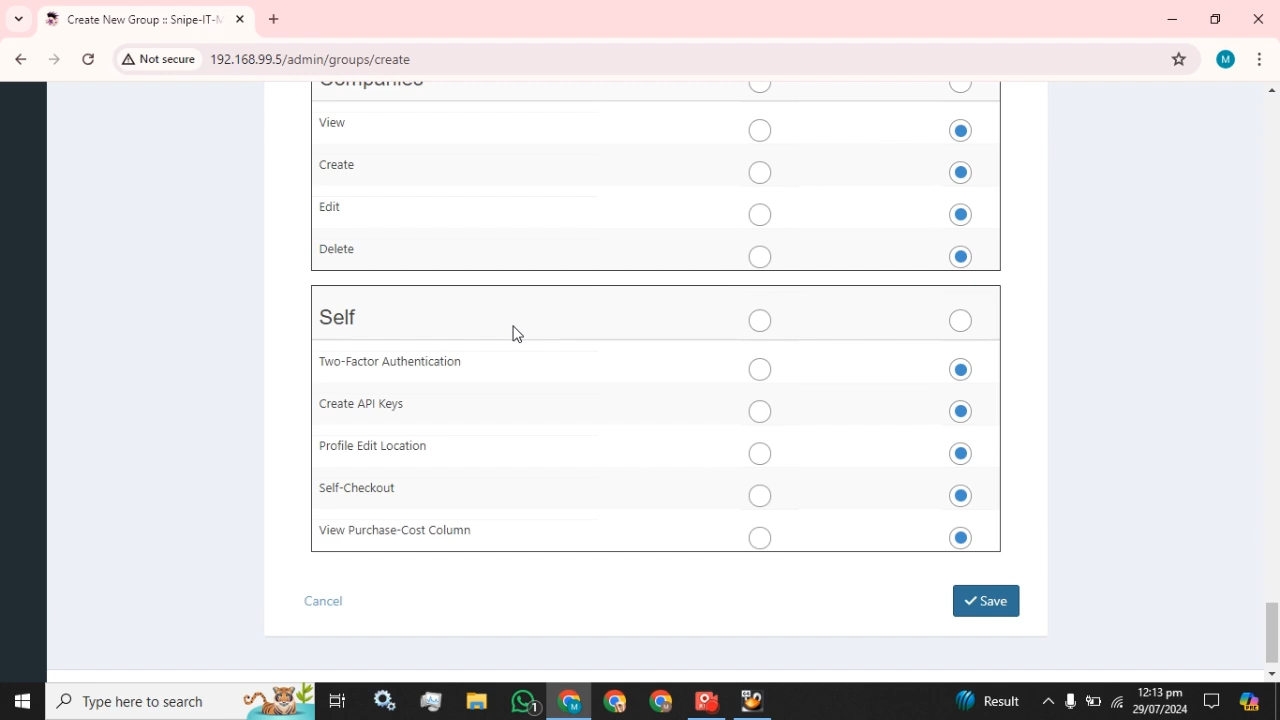 Create New Group :: Snipe-IT-M
Not secure
192.168.99.5/admin/groups/create
M
Companies
View
Create
Edit
Delete
Self
Two-Factor Authentication
Create API Keys
Profile Edit Location
Self-Checkout
View Purchase-Cost Column
Cancel
Save
Type here to search
1
M
Result
12:13 pm
29/07/2024